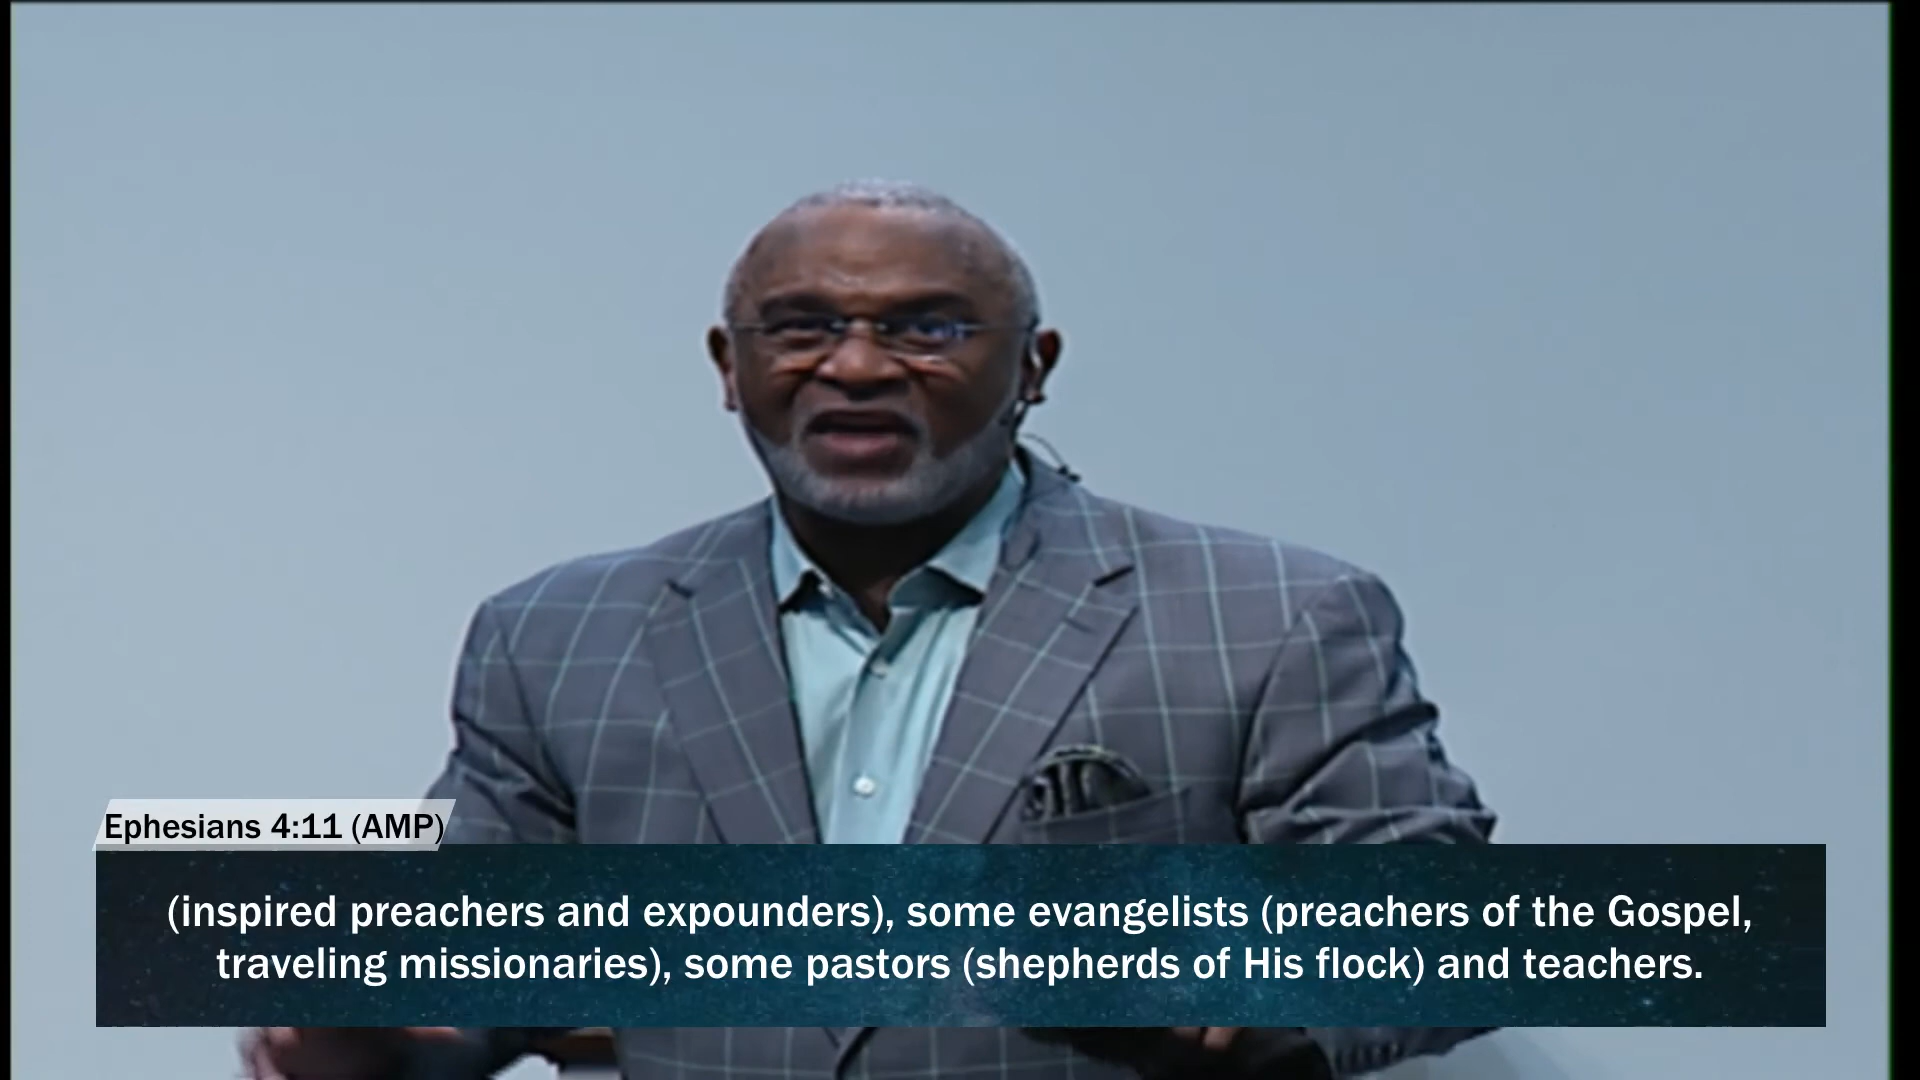 Ephesians 4:11 (AMP)
(inspired preachers and expounders), some evangelists (preachers of the Gospel,
traveling missionaries), some pastors (shepherds of His flock) and teachers.